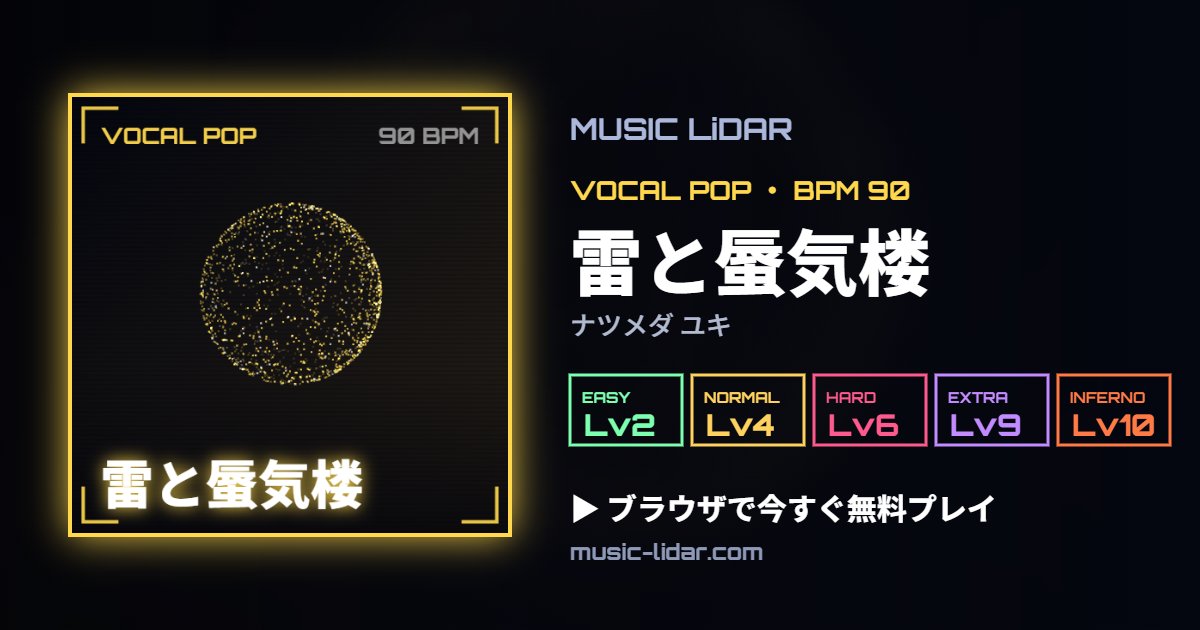 VOCAL POP
90 BPM
雷と蜃気楼
MUSIC LiDAR
VOCAL POP ・ BPM 90
雷と蜃気楼
ナツメダ ユキ
EASY
Lv2
NORMAL
Lv4
HARD
Lv6
EXTRA
Lv9
INFERNO
Lv10
▶ ブラウザで今すぐ無料プレイ
music-lidar.com